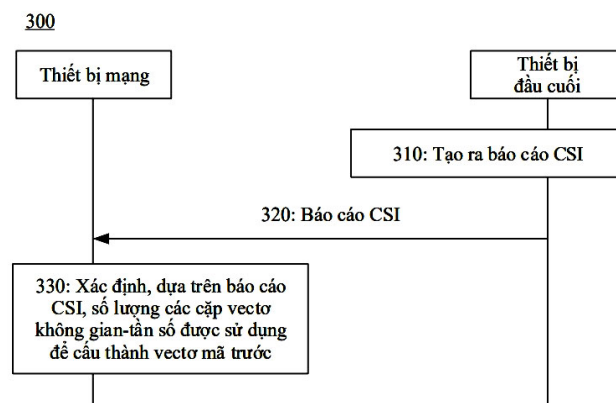 300
Thiết bị mạng
Thiết bị
đầu cuối
310: Tạo ra báo cáo CSI
320: Báo cáo CSI
330: Xác định, dựa trên báo cáo
CSI, số lượng các cặp vectơ
không gian-tần số được sử dụng
để cấu thành vectơ mã trước